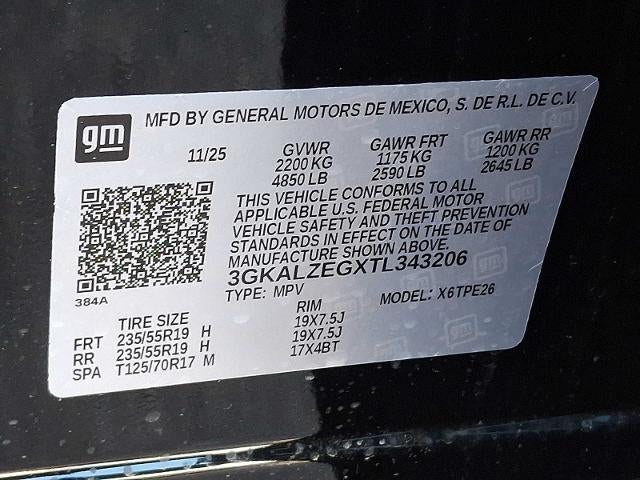 gm
MFD BY GENERAL MOTORS DE MEXICO, S. DE R.L. DE C.V.
11/25 GVWR GAWR FRT GAWR RR
2200 KG 1175 KG 1200 KG
4850 LB 2590 LB 2645 LB
THIS VEHICLE CONFORMS TO ALL
APPLICABLE U.S. FEDERAL MOTOR
VEHICLE SAFETY AND THEFT PREVENTION
STANDARDS IN EFFECT ON THE DATE OF
MANUFACTURE SHOWN ABOVE.
3GKALZEGXTL343206
384A
TYPE: MPV MODEL: X6TPE26
TIRE SIZE RIM
FRT 235/55R19 H 19X7.5J
RR 235/55R19 H 19X7.5J
SPA T125/70R17 M 17X4BT